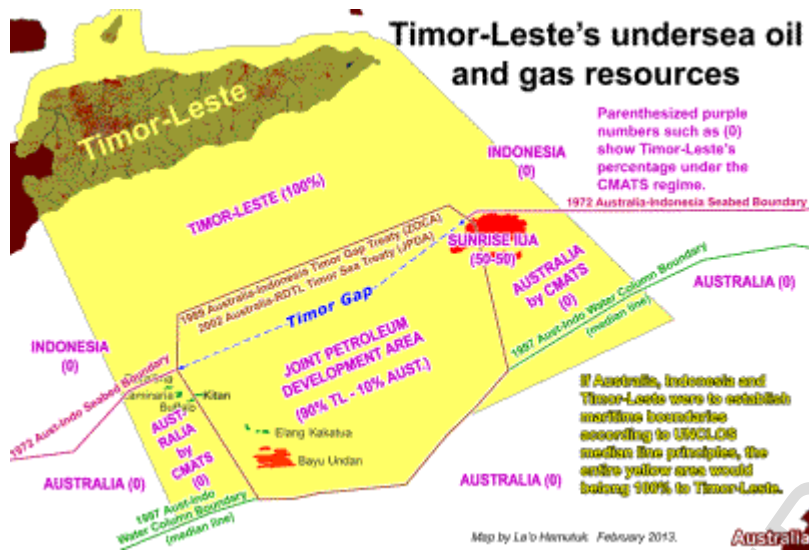 Timor-Leste's undersea oil
and gas resources
Parenthesized purple
numbers such as (0)
show Timor-Leste's
percentage under the
CMATS regime.
Timor-Leste
INDONESIA
(0)
TIMOR-LESTE (100%)
1972 Australia-Indonesia Seabed Boundary
1989 Australia-Indonesia Timor Gap Treaty (ZOCA)
2002 Australia-RDTL Timor Sea Treaty (JPDA)
SUNRISE IUA
(50-50)
Timor Gap
AUSTRALIA
by CMATS
(0)
AUSTRALIA (0)
1997 Aust-Indo Water Column Boundary
(median line)
INDONESIA
(0)
JOINT PETROLEUM
DEVELOPMENT AREA
(90% TL - 10% AUST.)
1972 Aust-Indo Seabed Boundary
Buffalo
Kitan
AUST-
RALIA
by
CMATS
(0)
Elang Kakatua
Bayu Undan
If Australia, Indonesia and
Timor-Leste were to establish
maritime boundaries
according to UNCLOS
median line principles, the
entire yellow area would
belong 100% to Timor-Leste.
AUSTRALIA (0)
AUSTRALIA (0)
1997 Aust-Indo
Water Column Boundary
(median line)
Map by La'o Hamutuk February 2013.
Australia